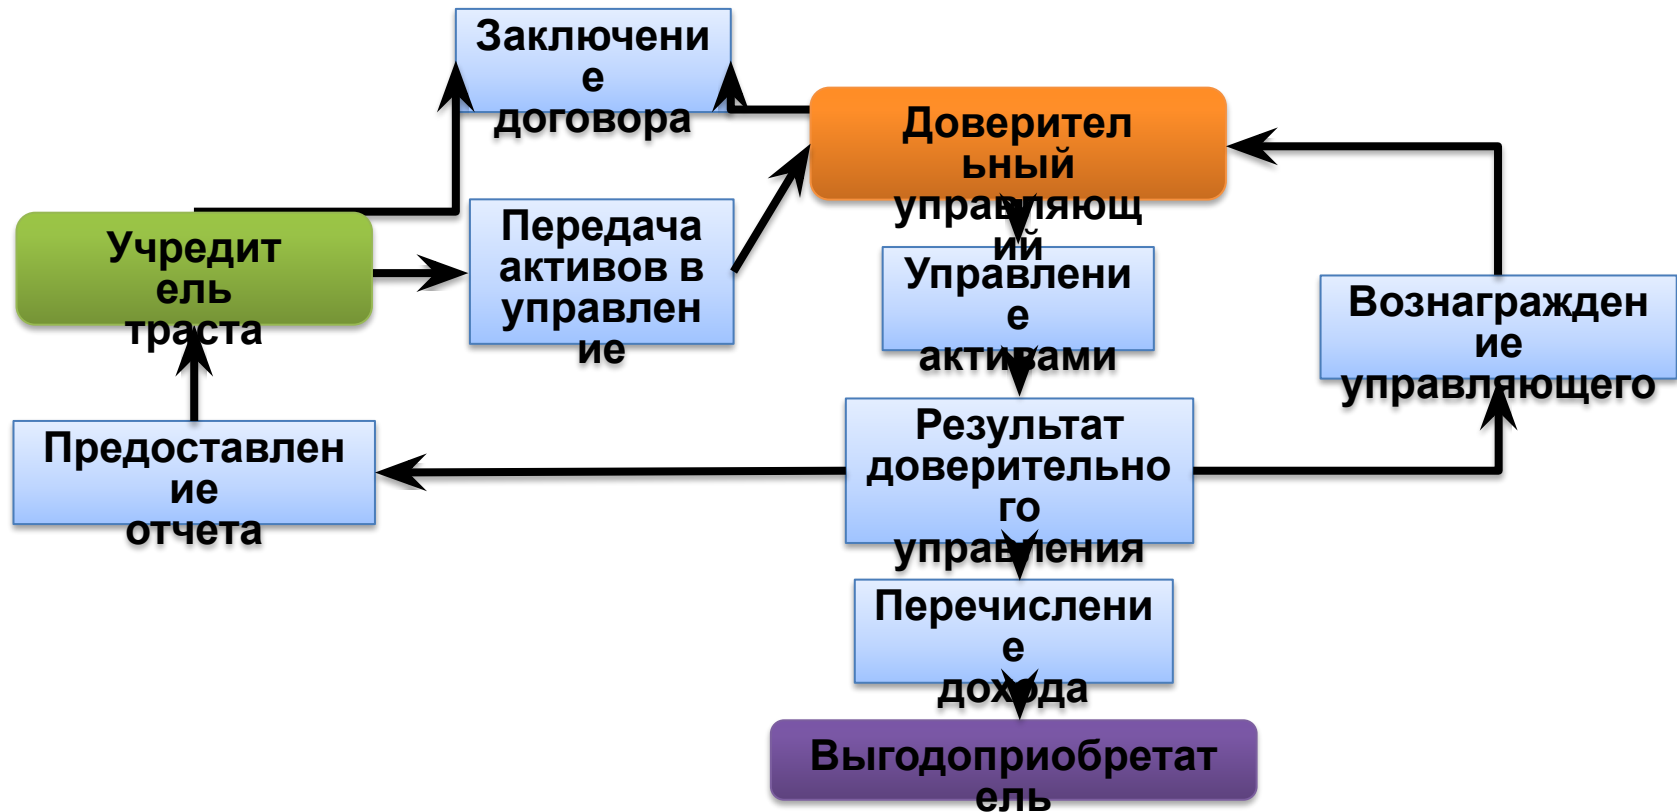 Заключени
е
договора
Доверител
ьный
управляющ
ий
Учредит
ель
траста
Передача
активов в
управлен
ие
Управлени
е
активами
Вознагражден
ие
управляющего
Предоставлен
ие
отчета
Результат
доверительно
го
управления
Перечислени
е
дохода
Выгодоприобретат
ель